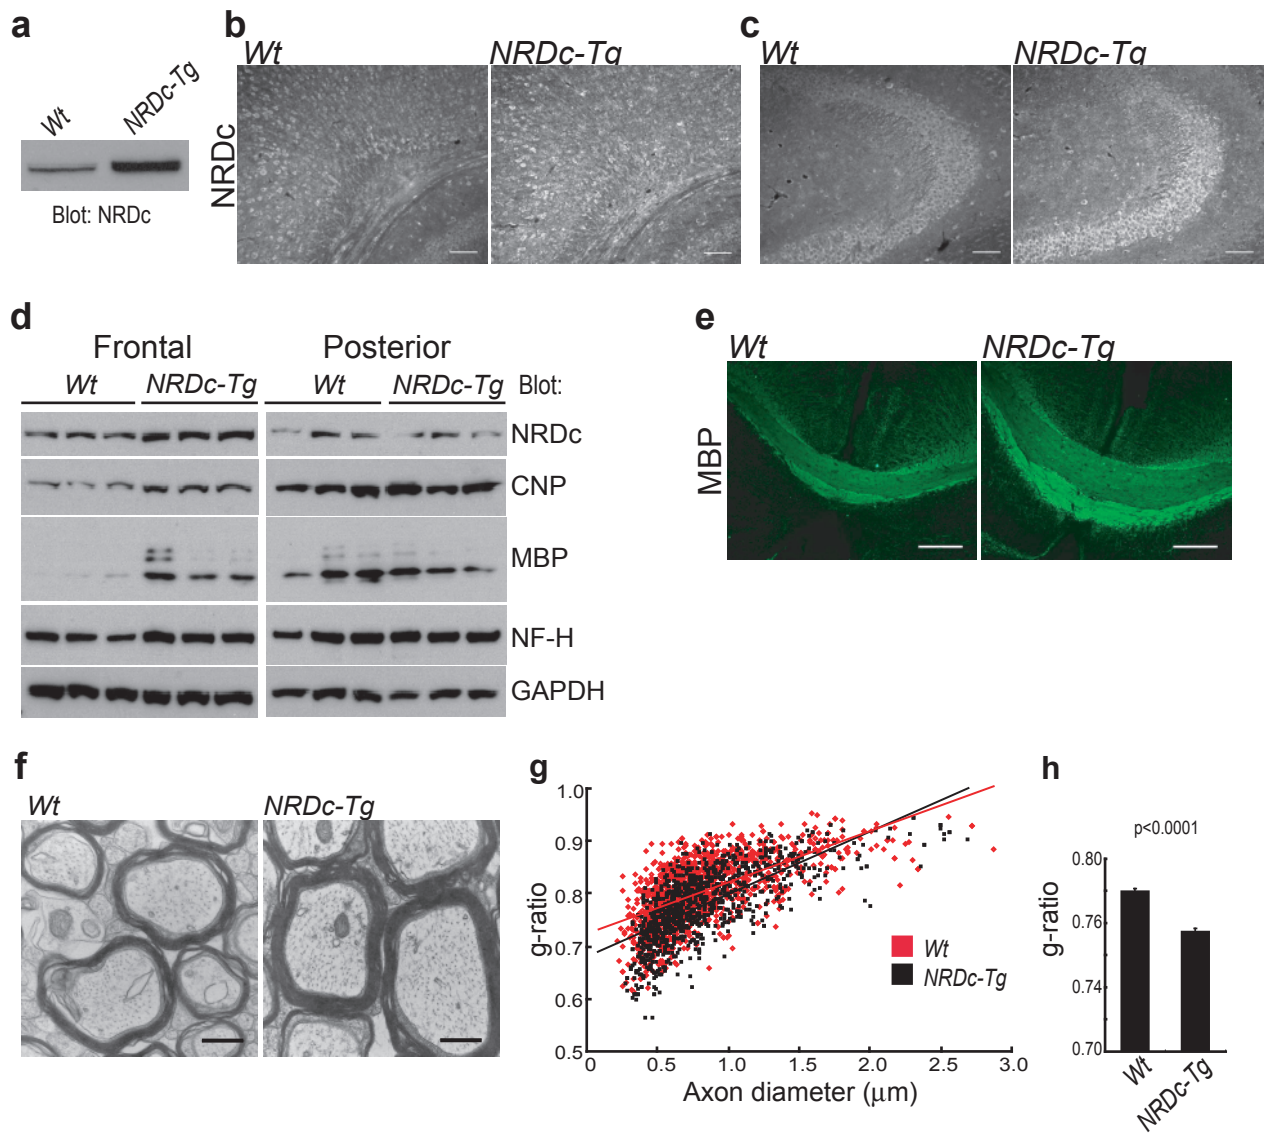 a
Wt
NRDc-Tg
Blot: NRDc
b
Wt
NRDc-Tg
NRDc
c
Wt
NRDc-Tg
d
Frontal
Posterior
Wt
NRDc-Tg
Wt
NRDc-Tg
Blot:
NRDc
CNP
MBP
NF-H
GAPDH
e
Wt
NRDc-Tg
MBP
f
Wt
NRDc-Tg
g
g-ratio
1.0
0.9
0.8
0.7
0.6
0.5
0
0.5
1.0
1.5
2.0
2.5
3.0
Axon diameter (μm)
Wt
NRDc-Tg
h
p<0.0001
g-ratio
0.80
0.76
0.74
0.70
Wt
NRDc-Tg